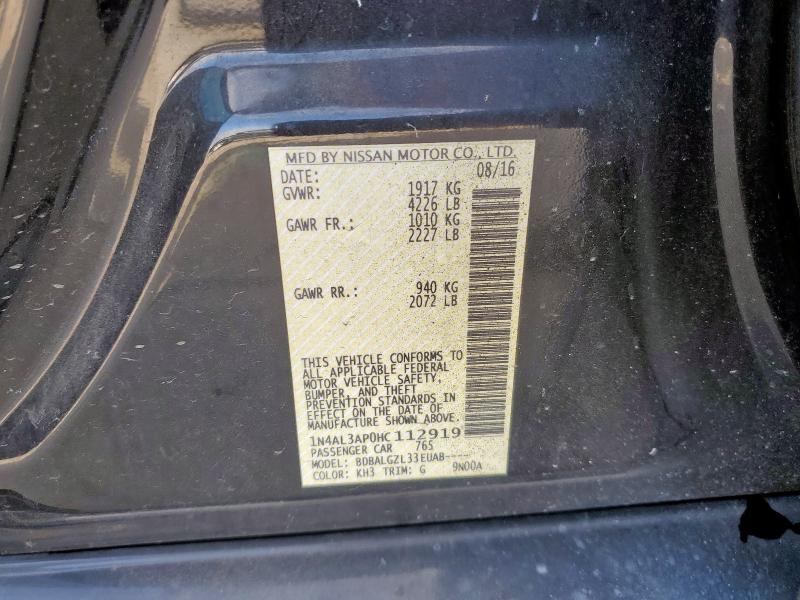 MFD BY NISSAN MOTOR CO., LTD.
DATE: 08/16
GVWR: 1917 KG
4226 LB
GAWR FR.: 1010 KG
2227 LB
GAWR RR.: 940 KG
2072 LB
THIS VEHICLE CONFORMS TO
ALL APPLICABLE FEDERAL
MOTOR VEHICLE SAFETY,
BUMPER, AND THEFT
PREVENTION STANDARDS IN
EFFECT ON THE DATE OF
MANUFACTURE SHOWN ABOVE.
1N4AL3AP0HC112919
PASSENGER CAR 765
MODEL: BDBALGZL33EUAB-----
COLOR: KH3 TRIM: G 9N00A